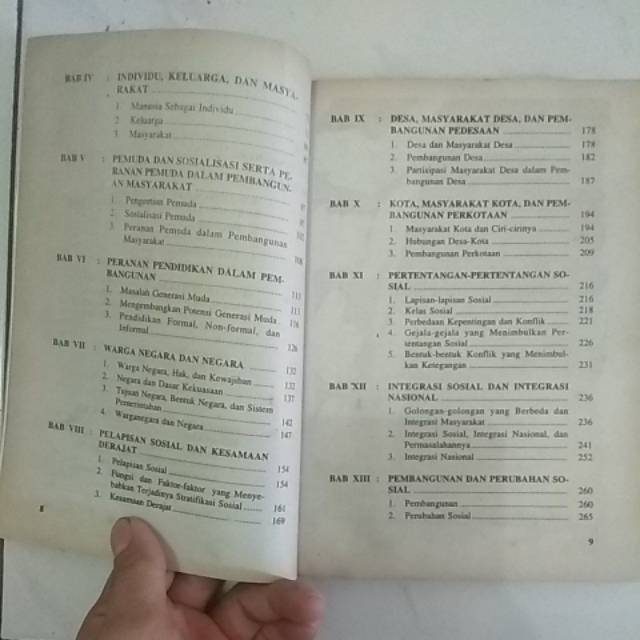 BAB IV : INDIVIDU, KELUARGA, DAN MASYA-
RAKAT
1. Manusia Sebagai Individu
2. Keluarga
3. Masyarakat
BAB V : PEMUDA DAN SOSIALISASI SERTA PE-
RANAN PEMUDA DALAM PEMBANGUN-
AN MASYARAKAT
1. Pengertian Pemuda
2. Sosialisasi Pemuda
3. Peranan Pemuda dalam Pembangunan
Masyarakat
BAB VI : PERANAN PENDIDIKAN DALAM PEM-
BANGUNAN 113
1. Masalah Generasi Muda 113
2. Mengembangkan Potensi Generasi Muda 116
3. Pendidikan Formal, Non-formal, dan
Informal 126
BAB VII : WARGA NEGARA DAN NEGARA 132
1. Warga Negara, Hak, dan Kewajiban 132
2. Negara dan Dasar Kekuasaan 137
3. Tujuan Negara, Bentuk Negara, dan Sistem
Pemerintahan 142
4. Warganegara dan Negara 147
BAB VIII : PELAPISAN SOSIAL DAN KESAMAAN
DERAJAT 154
1. Pelapisan Sosial 154
2. Fungsi dan Faktor-faktor yang Menye-
babkan Terjadinya Stratifikasi Sosial 161
3. Kesamaan Derajat 169
8
BAB IX : DESA, MASYARAKAT DESA, DAN PEM-
BANGUNAN PEDESAAN 178
1. Desa dan Masyarakat Desa 178
2. Pembangunan Desa 182
3. Partisipasi Masyarakat Desa dalam Pem-
bangunan Desa 187
BAB X : KOTA, MASYARAKAT KOTA, DAN PEM-
BANGUNAN PERKOTAAN 194
1. Masyarakat Kota dan Ciri-cirinya 194
2. Hubungan Desa-Kota 205
3. Pembangunan Perkotaan 209
BAB XI : PERTENTANGAN-PERTENTANGAN SO-
SIAL 216
1. Lapisan-lapisan Sosial 216
2. Kelas Sosial 218
3. Perbedaan Kepentingan dan Konflik 221
4. Gejala-gejala yang Menimbulkan Per-
tentangan Sosial 226
5. Bentuk-bentuk Konflik yang Menimbul-
kan Ketegangan 231
BAB XII : INTEGRASI SOSIAL DAN INTEGRASI
NASIONAL 236
1. Golongan-golongan yang Berbeda dan
Integrasi Masyarakat 236
2. Integrasi Sosial, Integrasi Nasional, dan
Permasalahannya 241
3. Integrasi Nasional 252
BAB XIII : PEMBANGUNAN DAN PERUBAHAN SO-
SIAL 260
1. Pembangunan 260
2. Perubahan Sosial 265
9